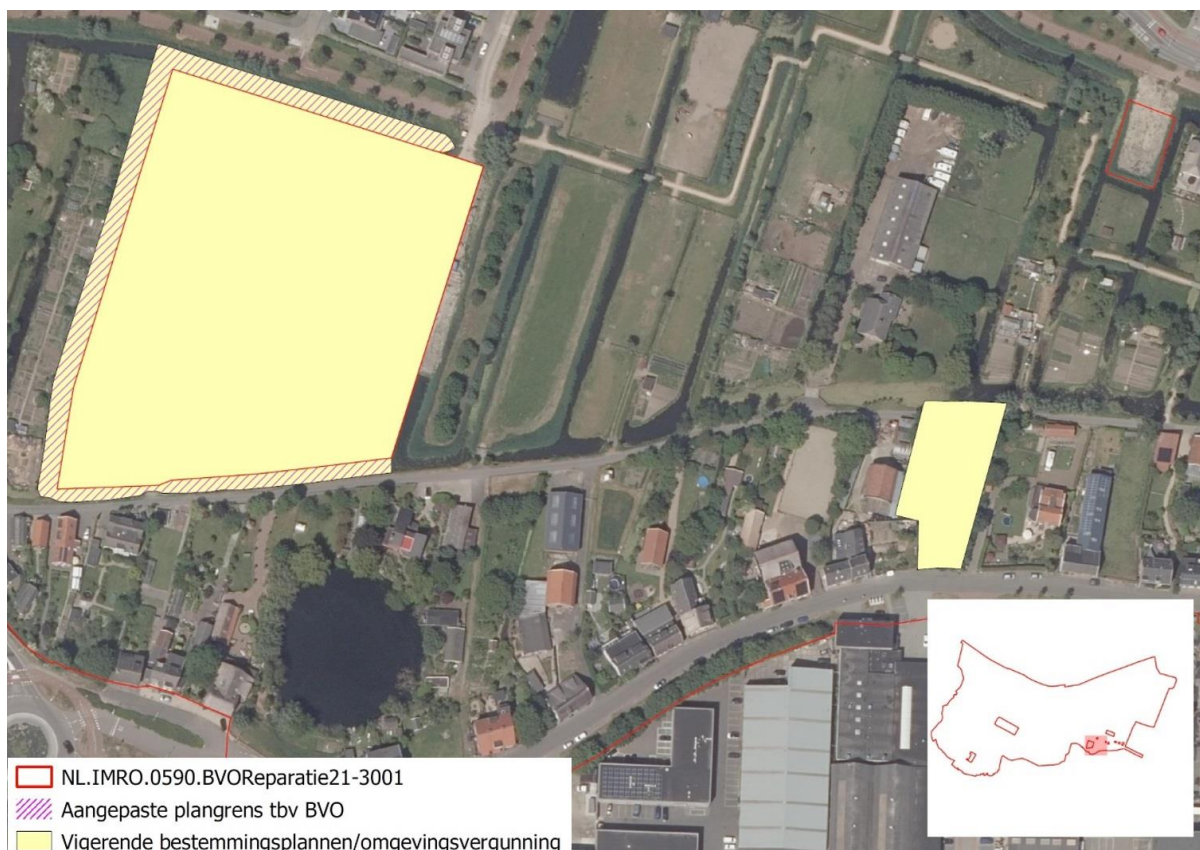 NL.IMRO.0590.BVOReparatie21-3001
Aangepaste plangrens tbv BVO
Vigerende bestemmingsplannen/omgevingsvergunning